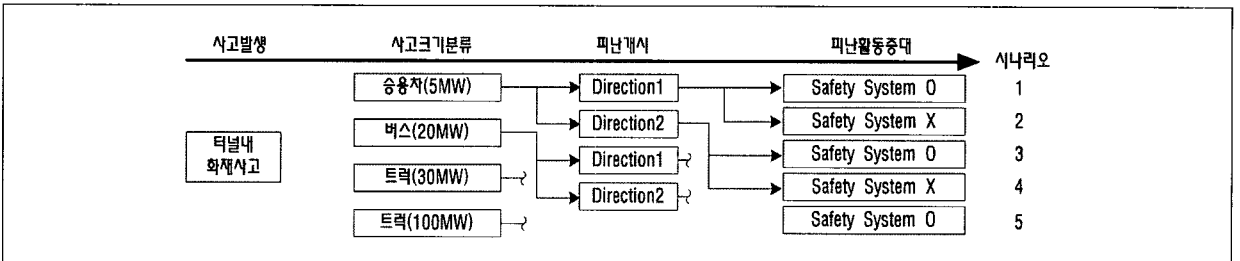 사고발생 사고크기분류 피난개시 피난활동증대
시나리오
승용차(5MW) Direction1 Safety System O 1
버스(20MW) Direction2 Safety System X 2
터널내
화재사고
Direction1 Safety System O 3
트럭(30MW) Direction2 Safety System X 4
트럭(100MW) Safety System O 5